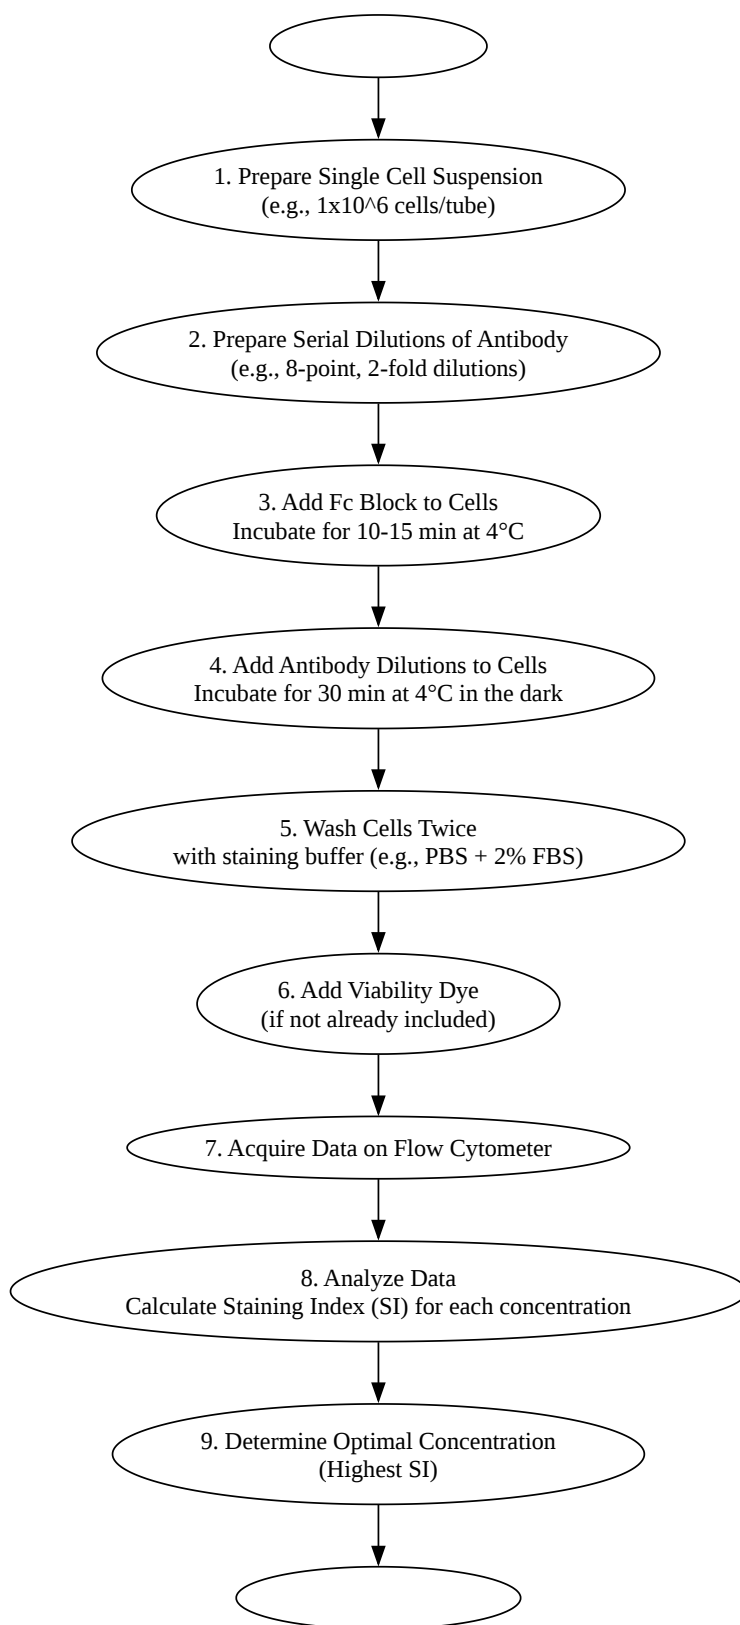 1. Prepare Single Cell Suspension
(e.g., 1x10^6 cells/tube)
2. Prepare Serial Dilutions of Antibody
(e.g., 8-point, 2-fold dilutions)
3. Add Fc Block to Cells
Incubate for 10-15 min at 4°C
4. Add Antibody Dilutions to Cells
Incubate for 30 min at 4°C in the dark
5. Wash Cells Twice
with staining buffer (e.g., PBS + 2% FBS)
6. Add Viability Dye
(if not already included)
7. Acquire Data on Flow Cytometer
8. Analyze Data
Calculate Staining Index (SI) for each concentration
9. Determine Optimal Concentration
(Highest SI)